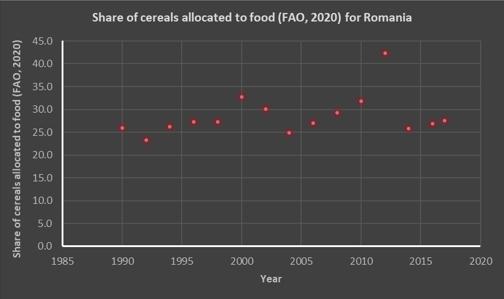 Share of cereals allocated to food (FAO, 2020) for Romania
Share of cereals allocated to food (FAO, 2020)
45.0
40.0
35.0
30.0
25.0
20.0
15.0
10.0
5.0
0.0
1985 1990 1995 2000 2005 2010 2015 2020
Year